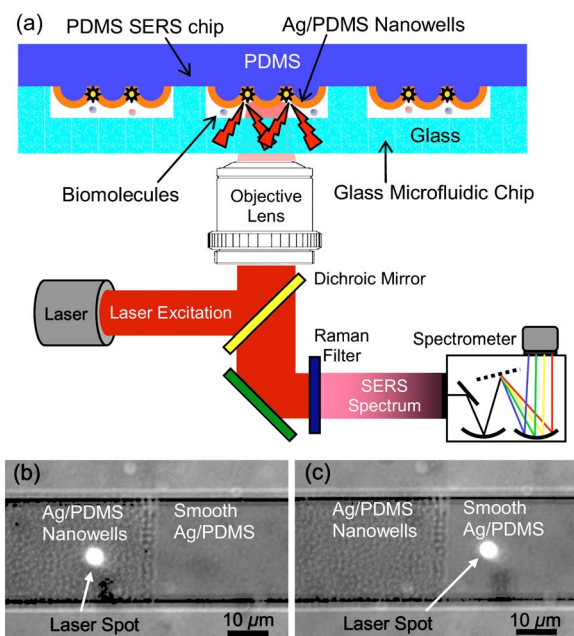 (a)
PDMS SERS chip
Ag/PDMS Nanowells
PDMS
Glass
Biomolecules
Glass Microfluidic Chip
Objective
Lens
Dichroic Mirror
Laser
Laser Excitation
Raman
Filter
Spectrometer
SERS
Spectrum
(b)
Ag/PDMS
Nanowells
Smooth
Ag/PDMS
Laser Spot
10 µm
(c)
Ag/PDMS
Nanowells
Smooth
Ag/PDMS
Laser Spot
10 µm